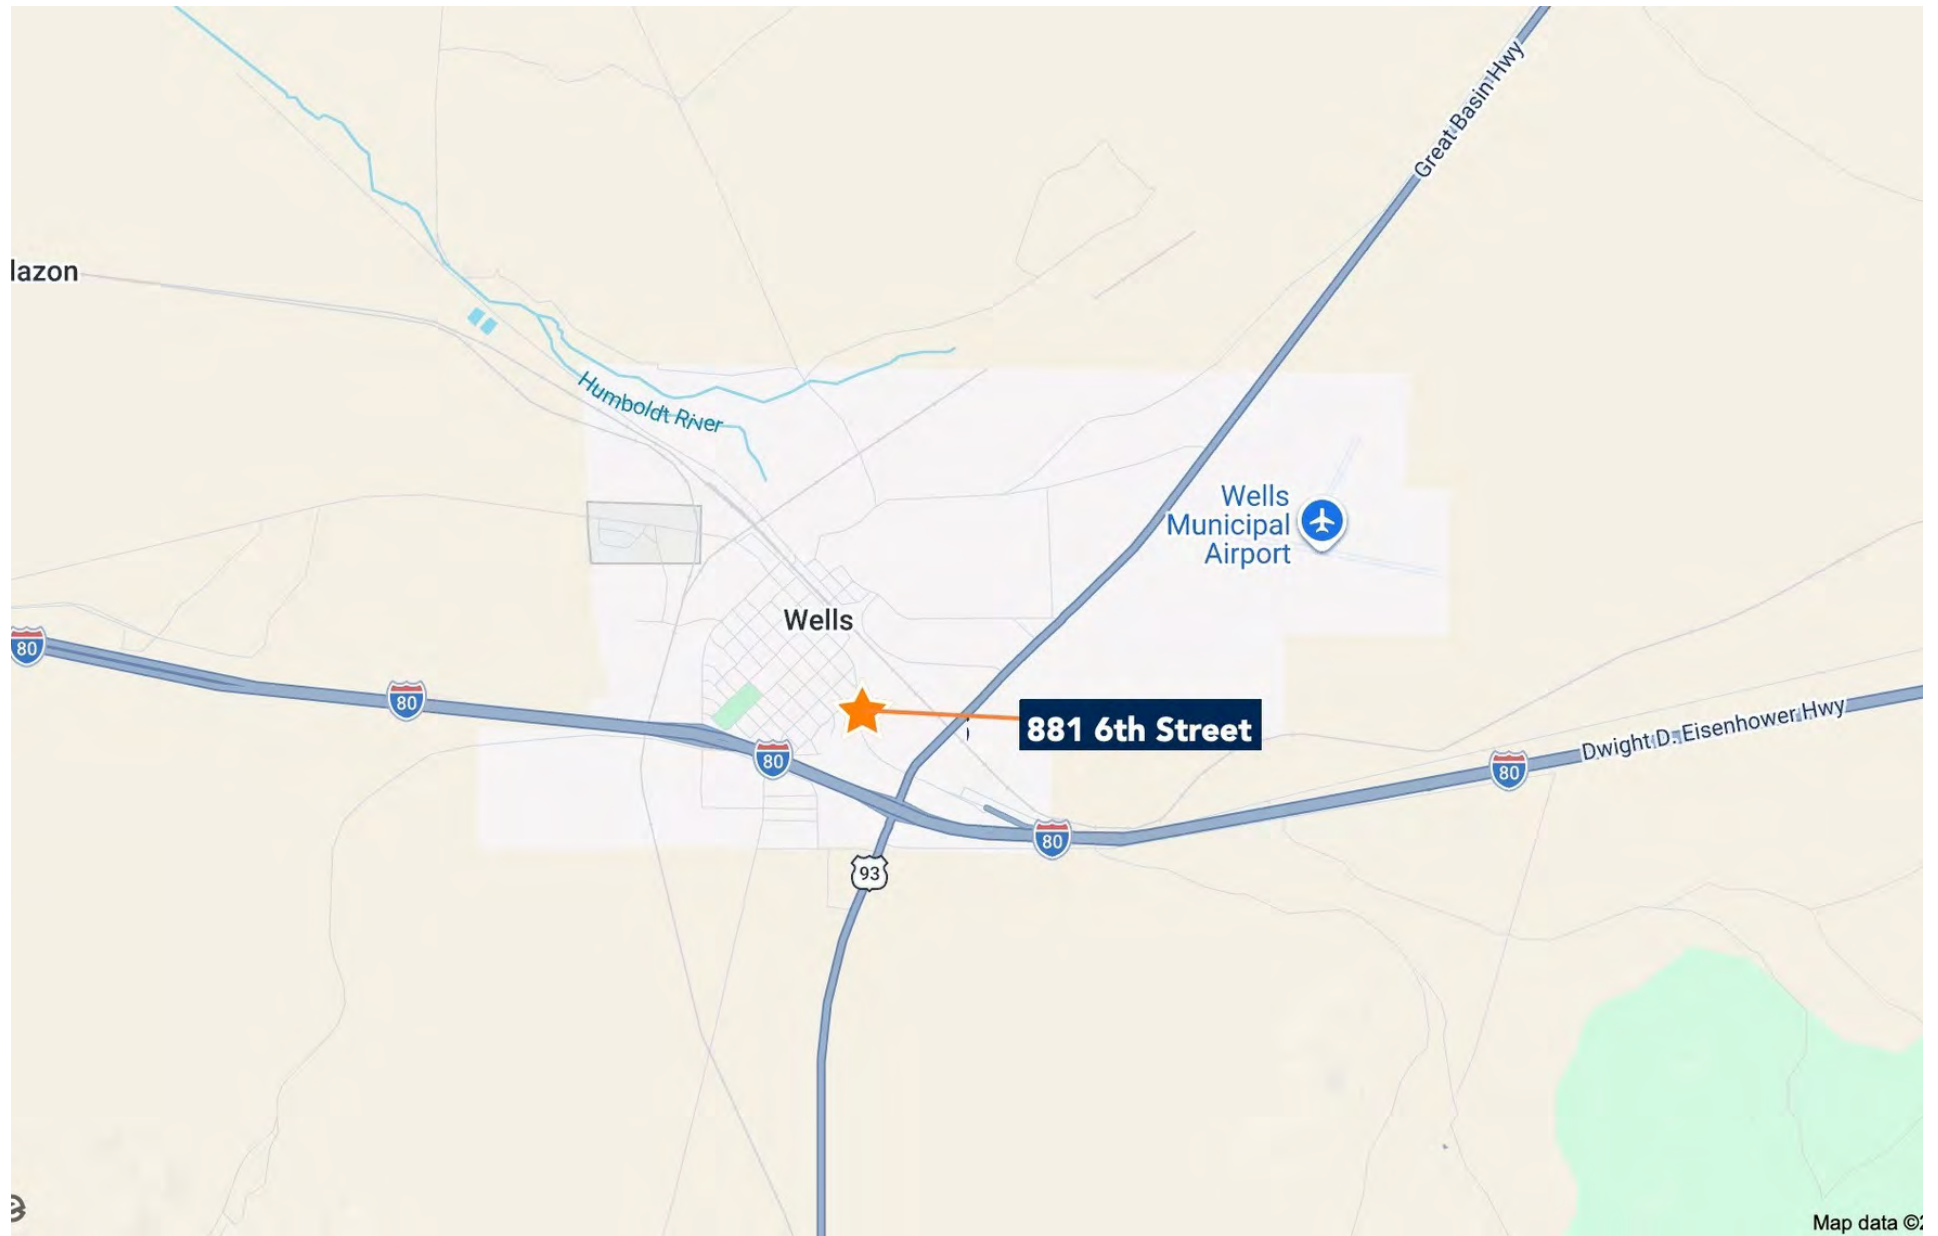 Great Basin Hwy
lazon
Humboldt River
Wells
Municipal
Airport
Wells
80
80
881 6th Street
Dwight D. Eisenhower Hwy
80
80
80
93
Map data ©2